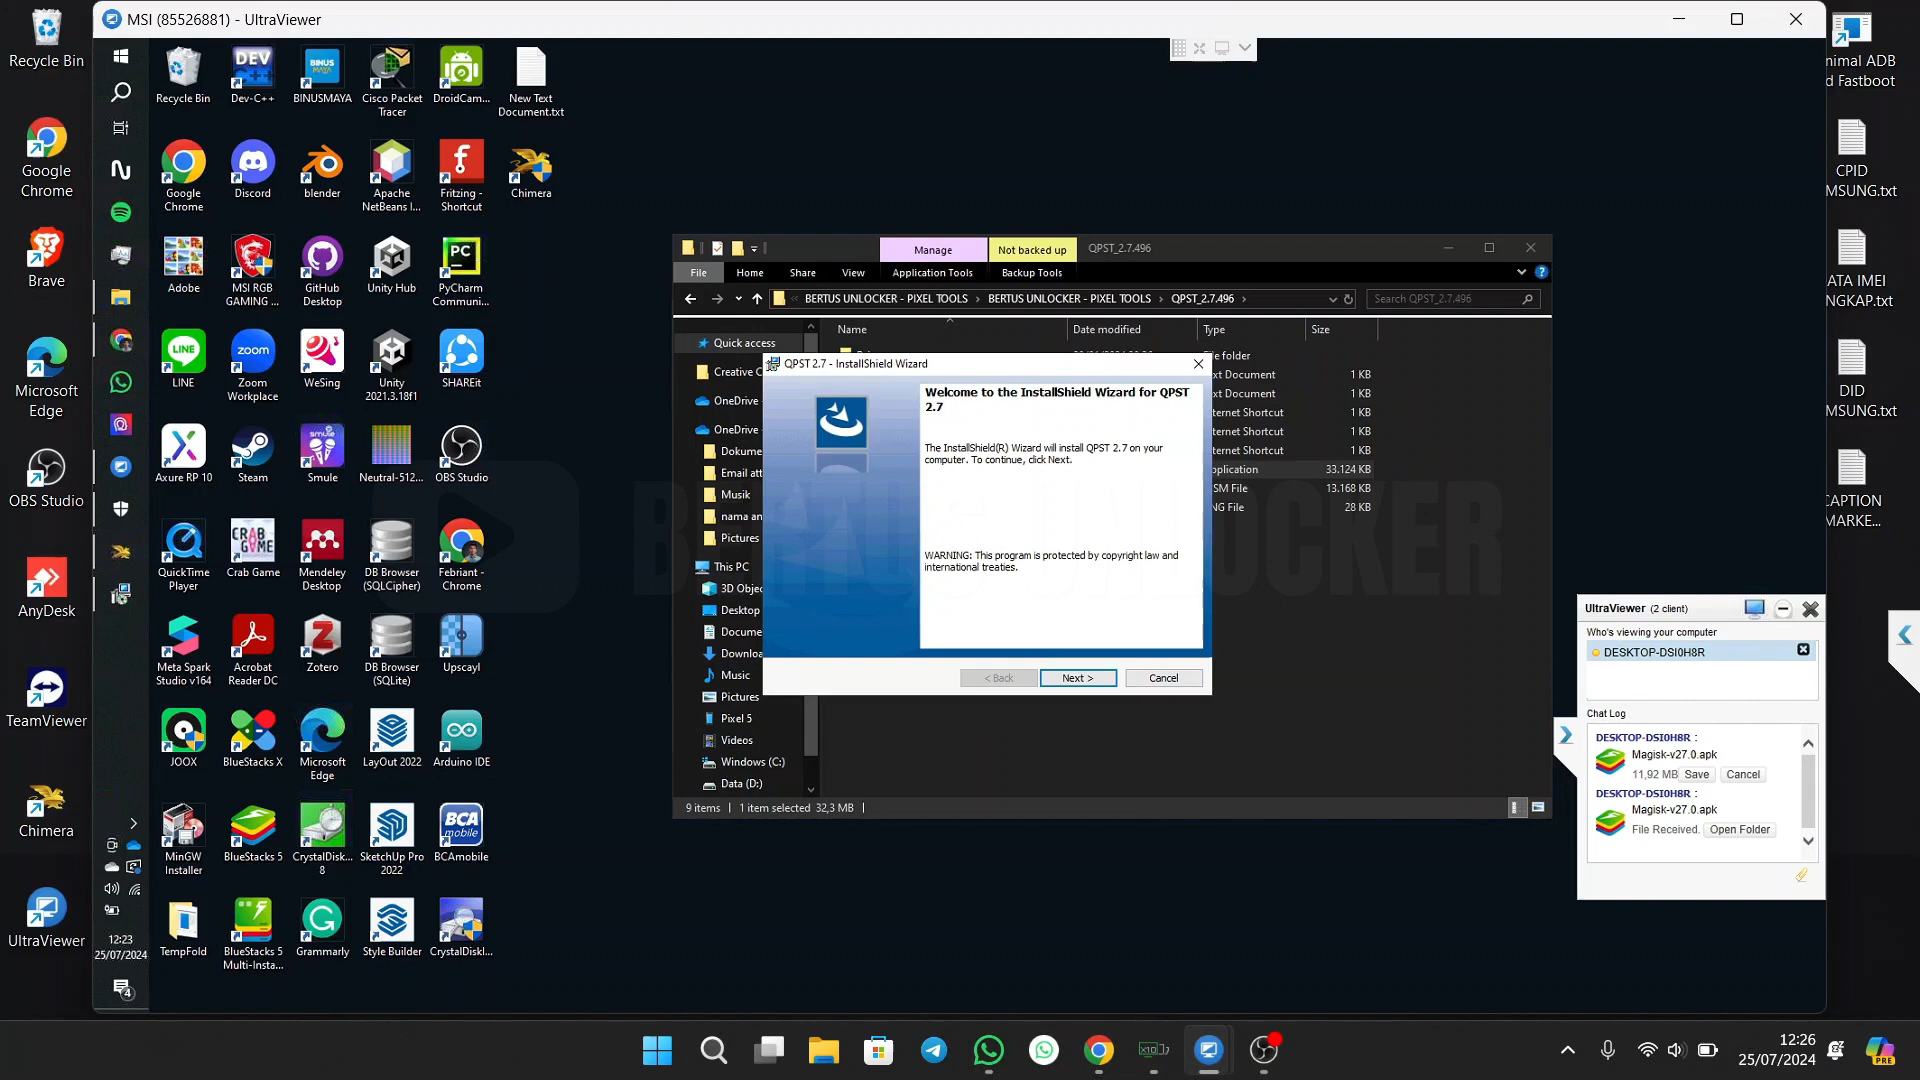 MSI (85526881) - UltraViewer
Recycle Bin
Google
Chrome
Brave
Microsoft
Edge
OBS Studio
AnyDesk
TeamViewer
Chimera
UltraViewer
Recycle Bin
Dev-C++
BINUSMAYA
Cisco Packet
Tracer
DroidCam...
New Text
Document.txt
Google
Chrome
Discord
blender
Apache
NetBeans I...
Fritzing -
Shortcut
Chimera
Adobe
MSI RGB
GAMING ...
GitHub
Desktop
Unity Hub
PyCharm
Communi...
LINE
Zoom
Workplace
WeSing
Unity
2021.3.18f1
SHAREit
Axure RP 10
Steam
Smule
Neutral-512...
OBS Studio
QuickTime
Player
Crab Game
Mendeley
Desktop
DB Browser
(SQLCipher)
Febriant -
Chrome
Meta Spark
Studio v164
Acrobat
Reader DC
Zotero
DB Browser
(SQLite)
Upscayl
JOOX
BlueStacks X
Microsoft
Edge
LayOut 2022
Arduino IDE
MinGW
Installer
BlueStacks 5
CrystalDisk...
8
SketchUp Pro
2022
BCAmobile
TempFold
BlueStacks 5
Multi-Insta...
Grammarly
Style Builder
CrystalDiskI...
12:23
25/07/2024
4
Manage
Not backed up
QPST_2.7.496
File
Home
Share
View
Application Tools
Backup Tools
BERTUS UNLOCKER - PIXEL TOOLS
BERTUS UNLOCKER - PIXEL TOOLS
QPST_2.7.496
Search QPST_2.7.496
Name
Date modified
Type
Size
Quick access
Creative C
OneDrive
OneDrive
Dokume
Email att
Musik
nama an
Pictures
This PC
3D Objec
Desktop
Docume
Downloa
Music
Pictures
Pixel 5
Videos
Windows (C:)
Data (D:)
le folder
xt Document 1 KB
xt Document 1 KB
ternet Shortcut 1 KB
ternet Shortcut 1 KB
ternet Shortcut 1 KB
pplication 33.124 KB
SM File 13.168 KB
NG File 28 KB
QPST 2.7 - InstallShield Wizard
Welcome to the InstallShield Wizard for QPST
2.7
The InstallShield(R) Wizard will install QPST 2.7 on your
computer. To continue, click Next.
WARNING: This program is protected by copyright law and
international treaties.
< Back
Next >
Cancel
9 items
1 item selected 32,3 MB
BERTUS UNLOCKER
UltraViewer (2 client)
Who's viewing your computer
DESKTOP-DSI0H8R
Chat Log
DESKTOP-DSI0H8R :
Magisk-v27.0.apk
11,92 MB Save Cancel
DESKTOP-DSI0H8R :
Magisk-v27.0.apk
File Received. Open Folder
nimal ADB
d Fastboot
CPID
MSUNG.txt
ATA IMEI
NGKAP.txt
DID
MSUNG.txt
CAPTION
MARKE...
12:26
25/07/2024
PRE